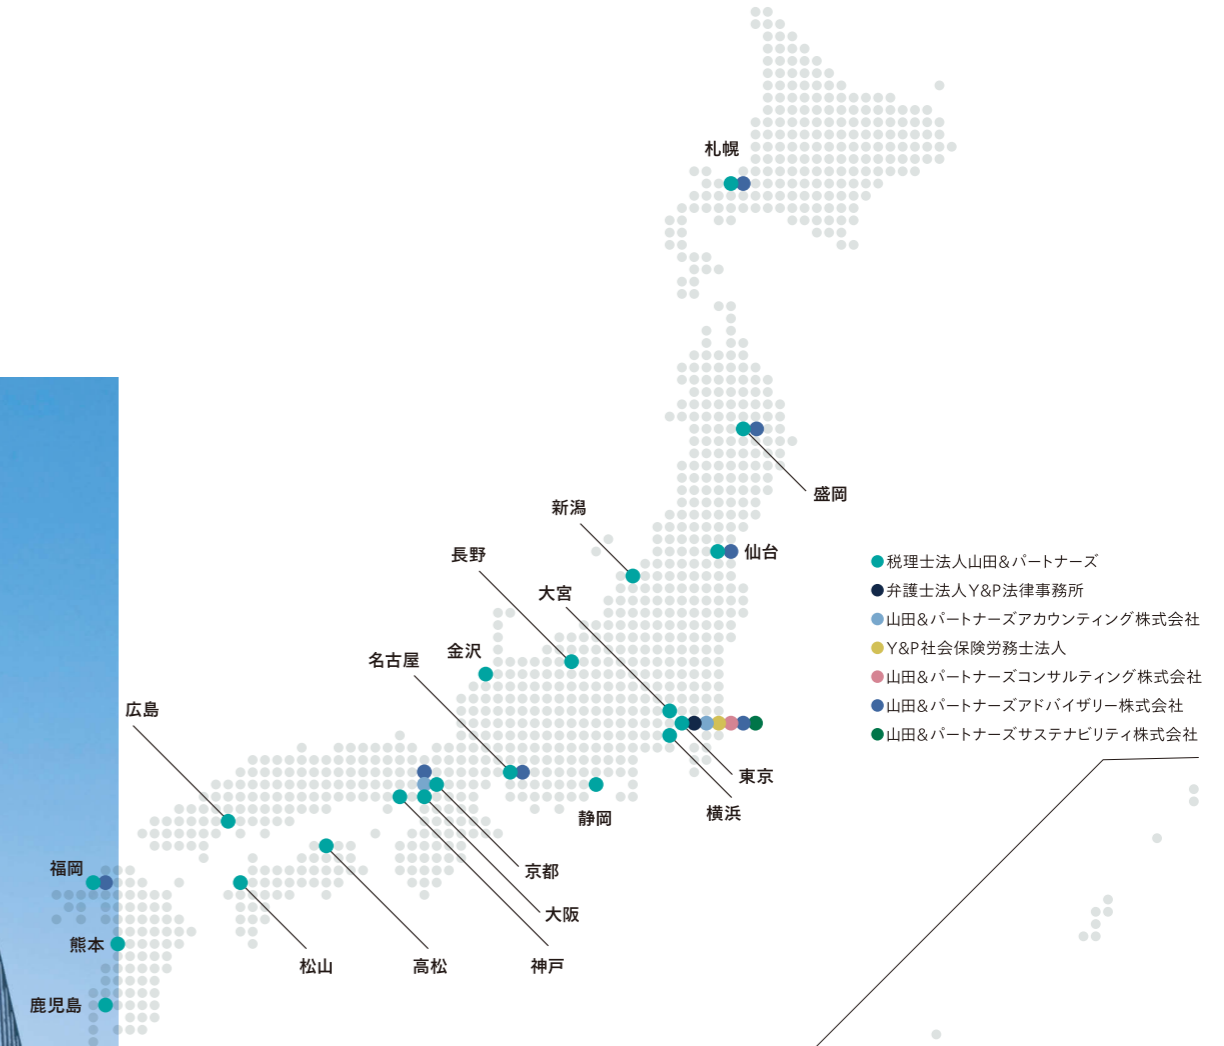 札幌
盛岡
新潟
仙台
長野
大宮
金沢
名古屋
広島
東京
横浜
静岡
京都
福岡
大阪
熊本
松山
高松
神戸
鹿児島
税理士法人山田&パートナーズ
弁護士法人Y&P法律事務所
山田&パートナーズアカウンティング株式会社
Y&P社会保険労務士法人
山田&パートナーズコンサルティング株式会社
山田&パートナーズアドバイザリー株式会社
山田&パートナーズサステナビリティ株式会社